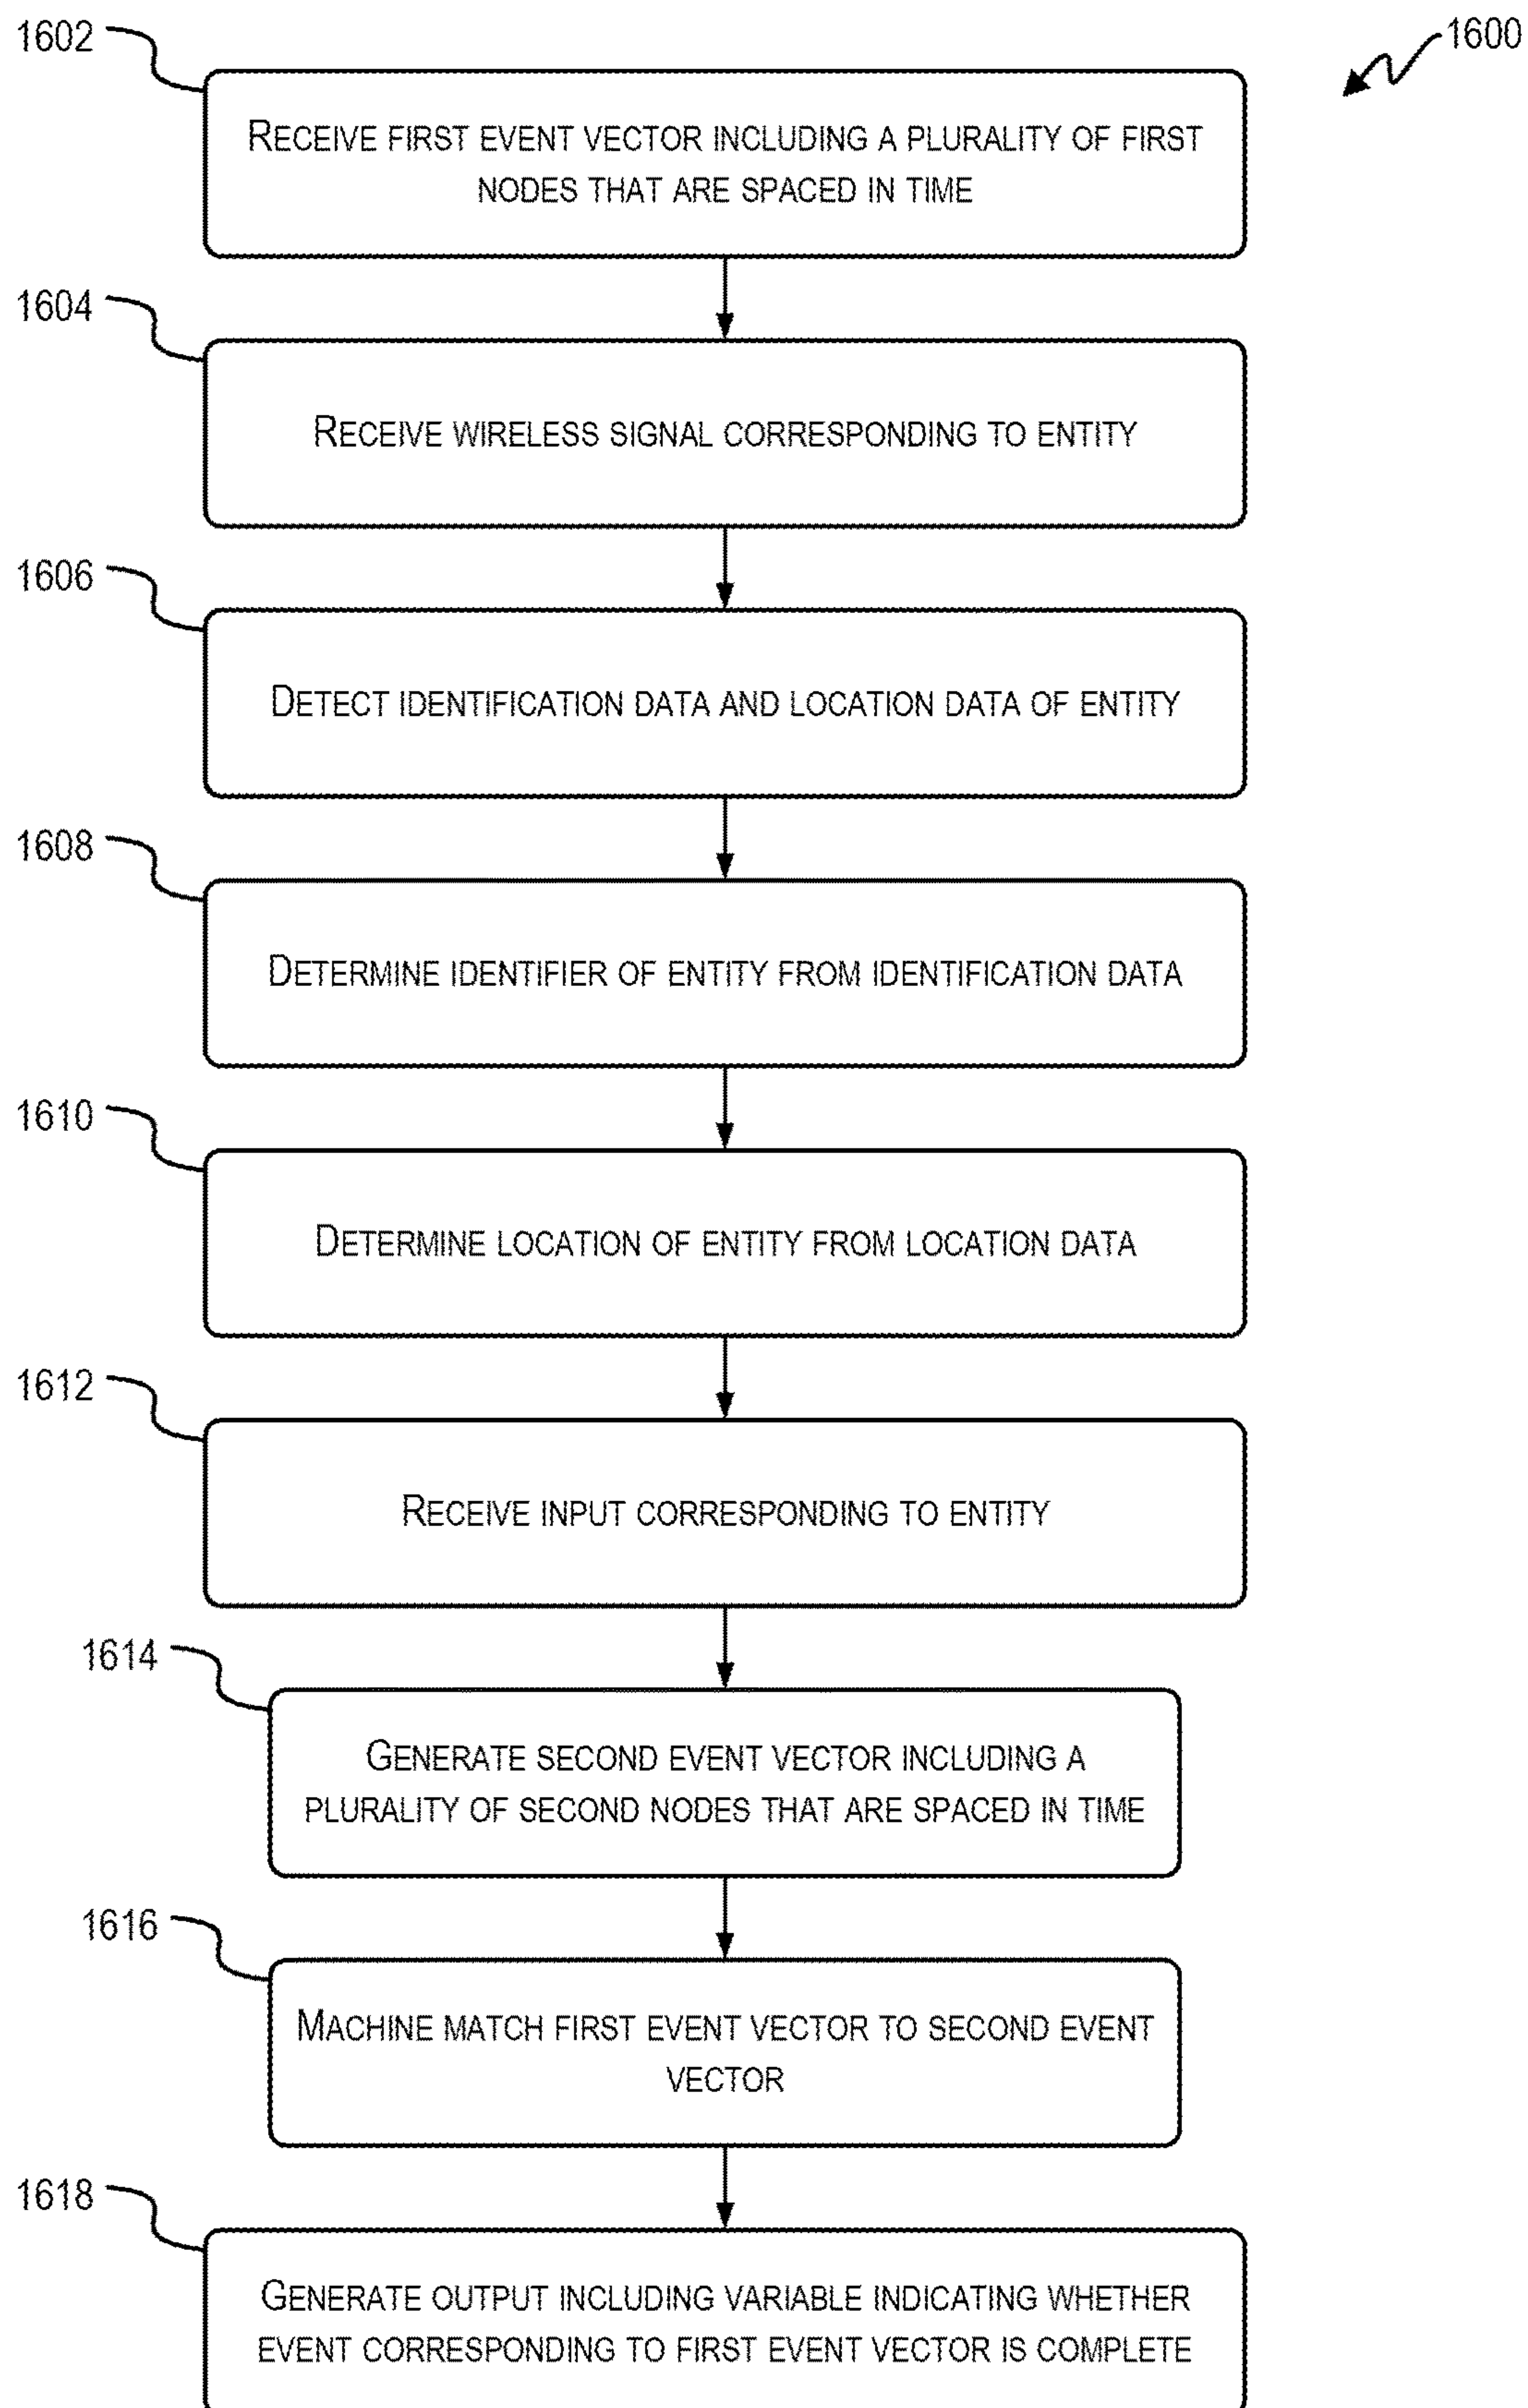 1602
1600
RECEIVE FIRST EVENT VECTOR INCLUDING A PLURALITY OF FIRST
NODES THAT ARE SPACED IN TIME
1604
RECEIVE WIRELESS SIGNAL CORRESPONDING TO ENTITY
1606
DETECT IDENTIFICATION DATA AND LOCATION DATA OF ENTITY
1608
DETERMINE IDENTIFIER OF ENTITY FROM IDENTIFICATION DATA
1610
DETERMINE LOCATION OF ENTITY FROM LOCATION DATA
1612
RECEIVE INPUT CORRESPONDING TO ENTITY
1614
GENERATE SECOND EVENT VECTOR INCLUDING A
PLURALITY OF SECOND NODES THAT ARE SPACED IN TIME
1616
MACHINE MATCH FIRST EVENT VECTOR TO SECOND EVENT
VECTOR
1618
GENERATE OUTPUT INCLUDING VARIABLE INDICATING WHETHER
EVENT CORRESPONDING TO FIRST EVENT VECTOR IS COMPLETE